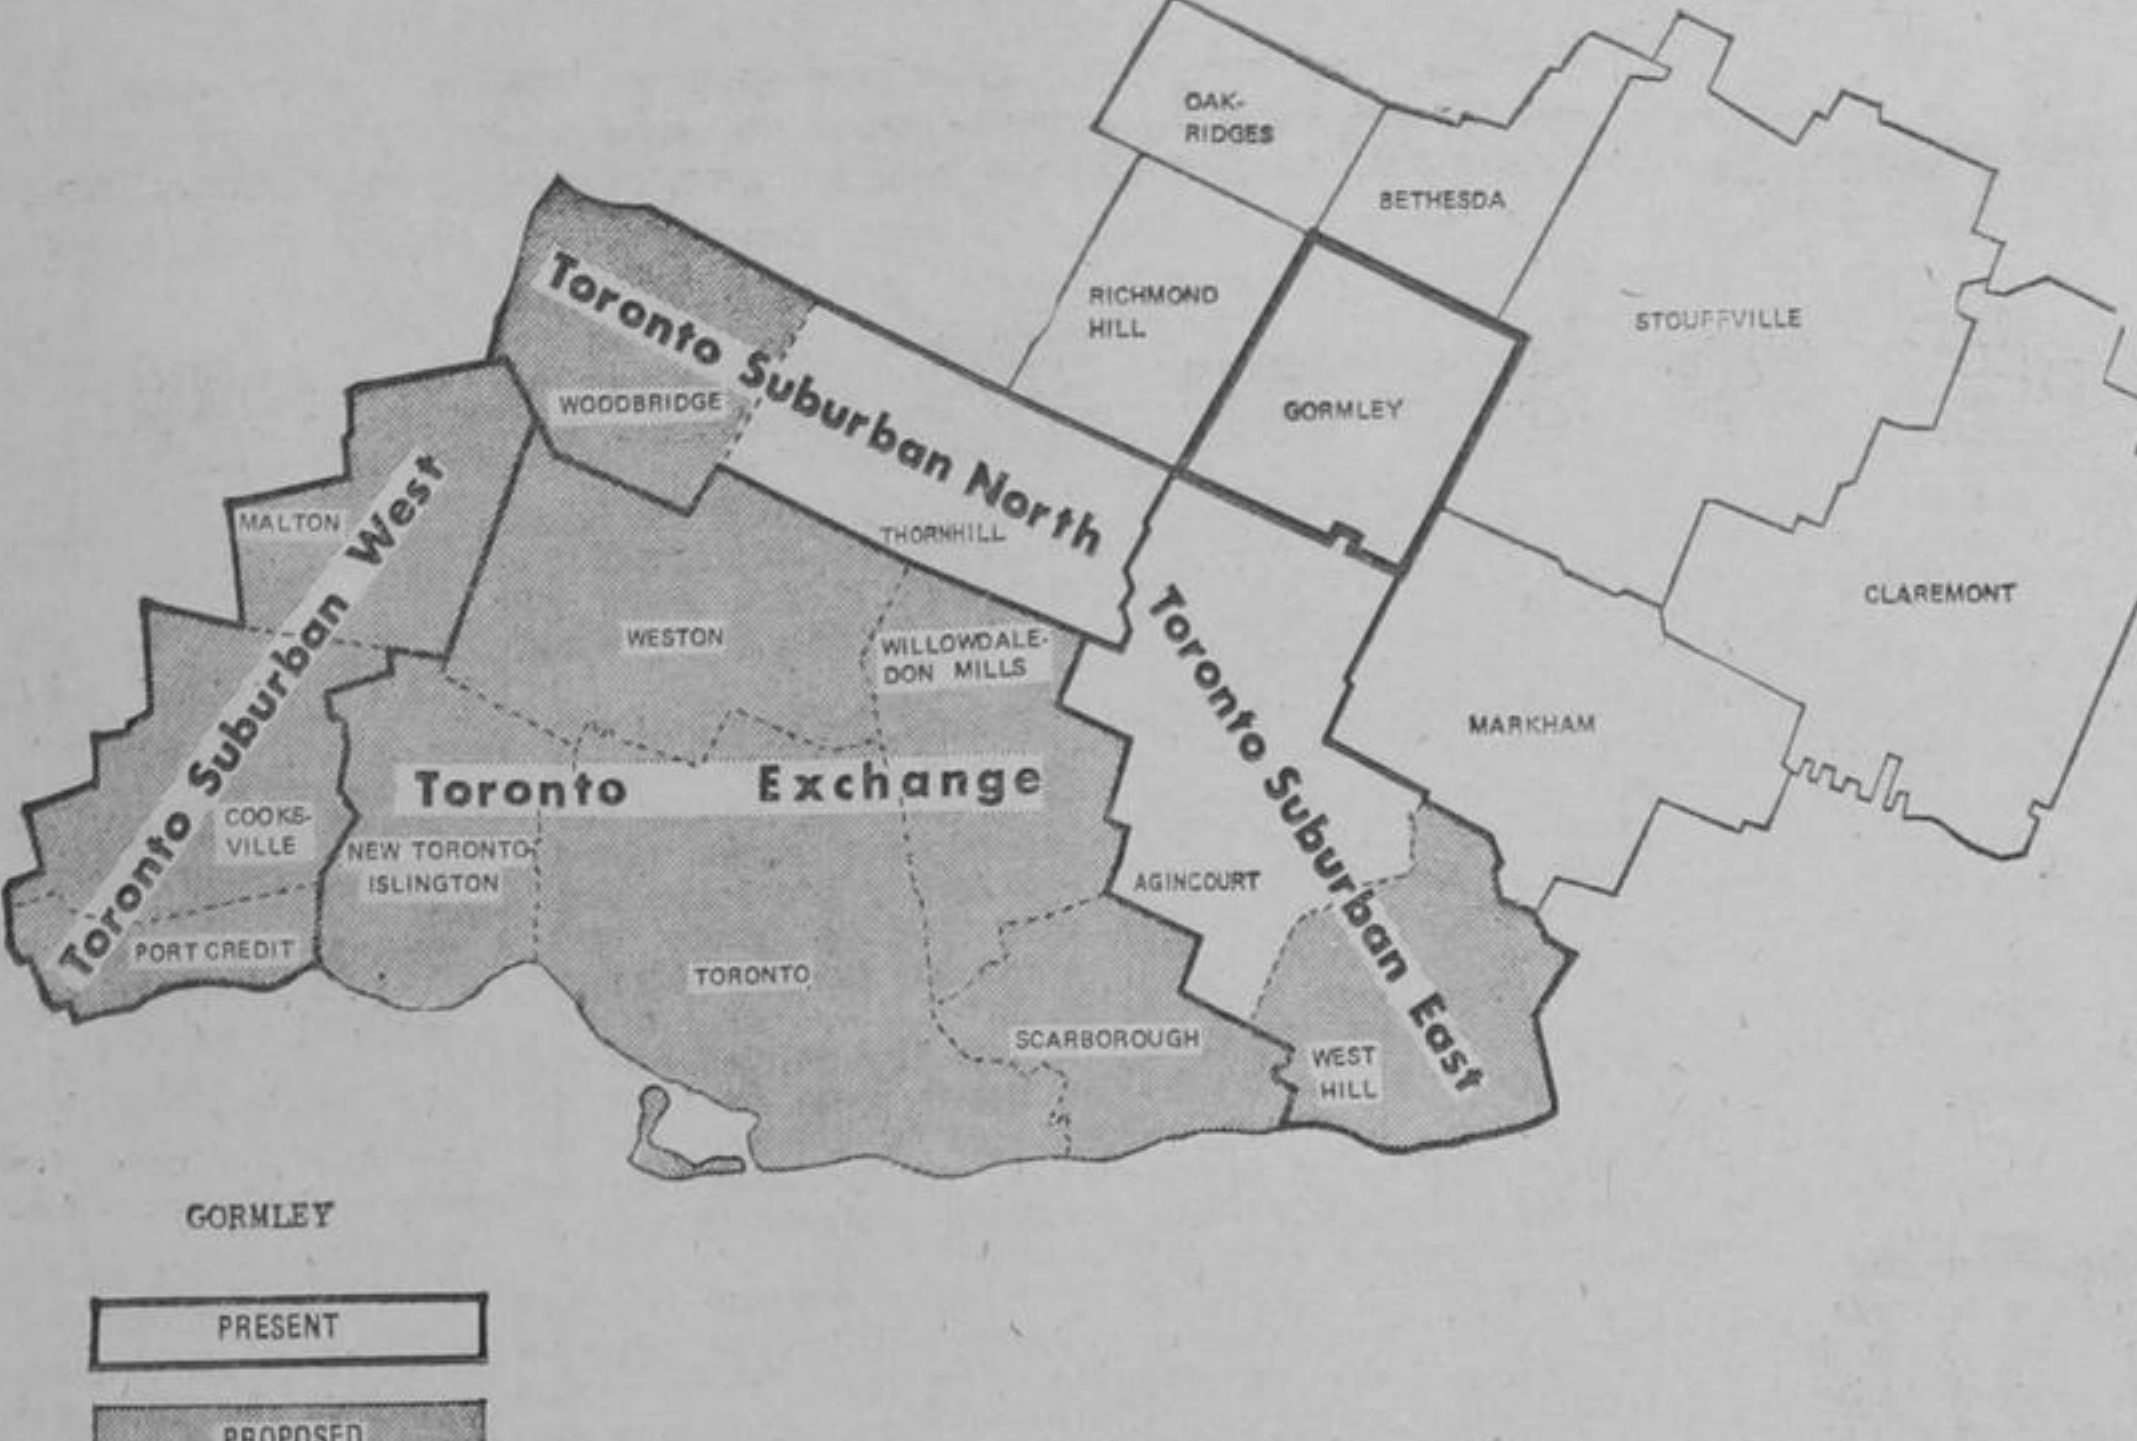 OAK-
RIDGES
BETHESDA
RICHMOND
HILL
STOUFFVILLE
GORMLEY
Toronto Suburban North
WOODBRIDGE
THORNHILL
MALTON
Toronto Suburban West
CLAREMONT
WESTON
WILLOWDALE-
DON MILLS
MARKHAM
Toronto Exchange
Toronto Suburban East
COOKS-
VILLE
NEW TORONTO-
ISLINGTON
AGINCOURT
PORT CREDIT
TORONTO
SCARBOROUGH
WEST
HILL
GORMLEY
PRESENT
PROPOSED